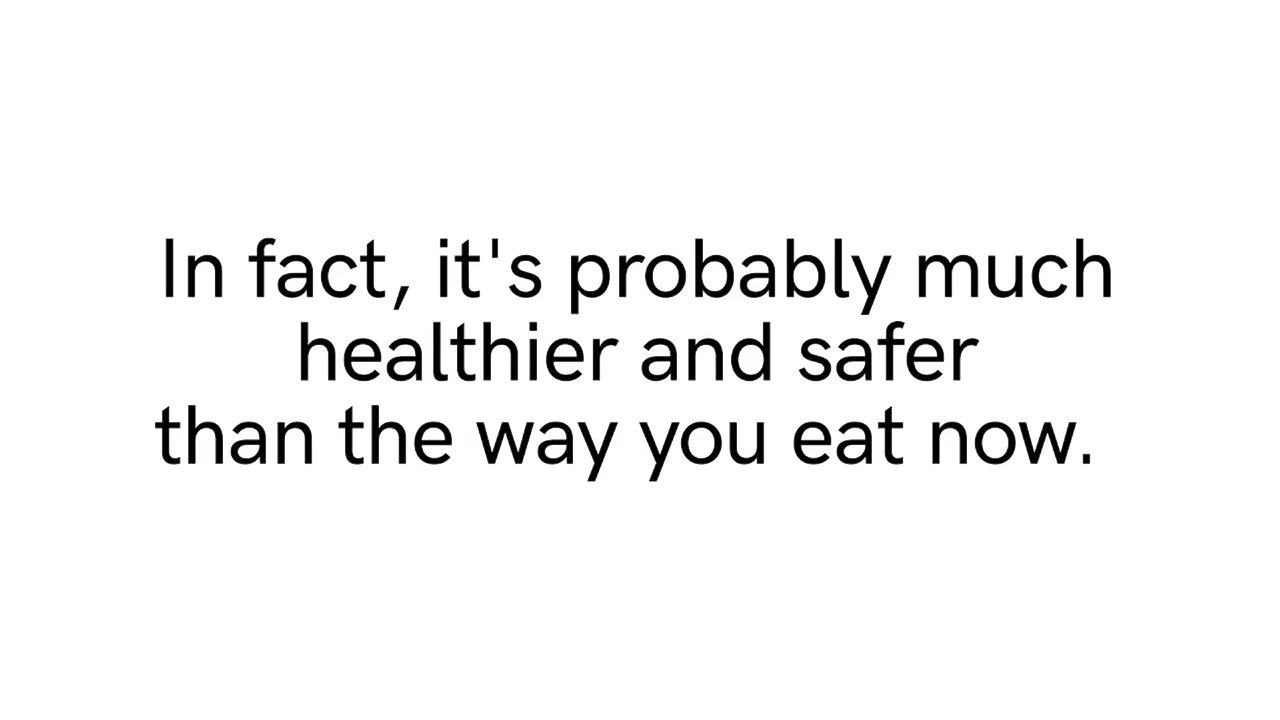 In fact, it's probably much
healthier and safer
than the way you eat now.